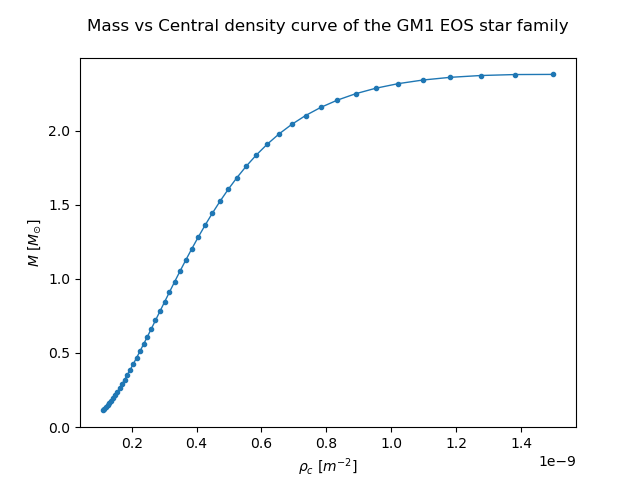 Mass vs Central density curve of the GM1 EOS star family
2.0
1.5
1.0
0.5
0.0
M [M☉]
0.2 0.4 0.6 0.8 1.0 1.2 1.4
1e−9
ρc [m−2]